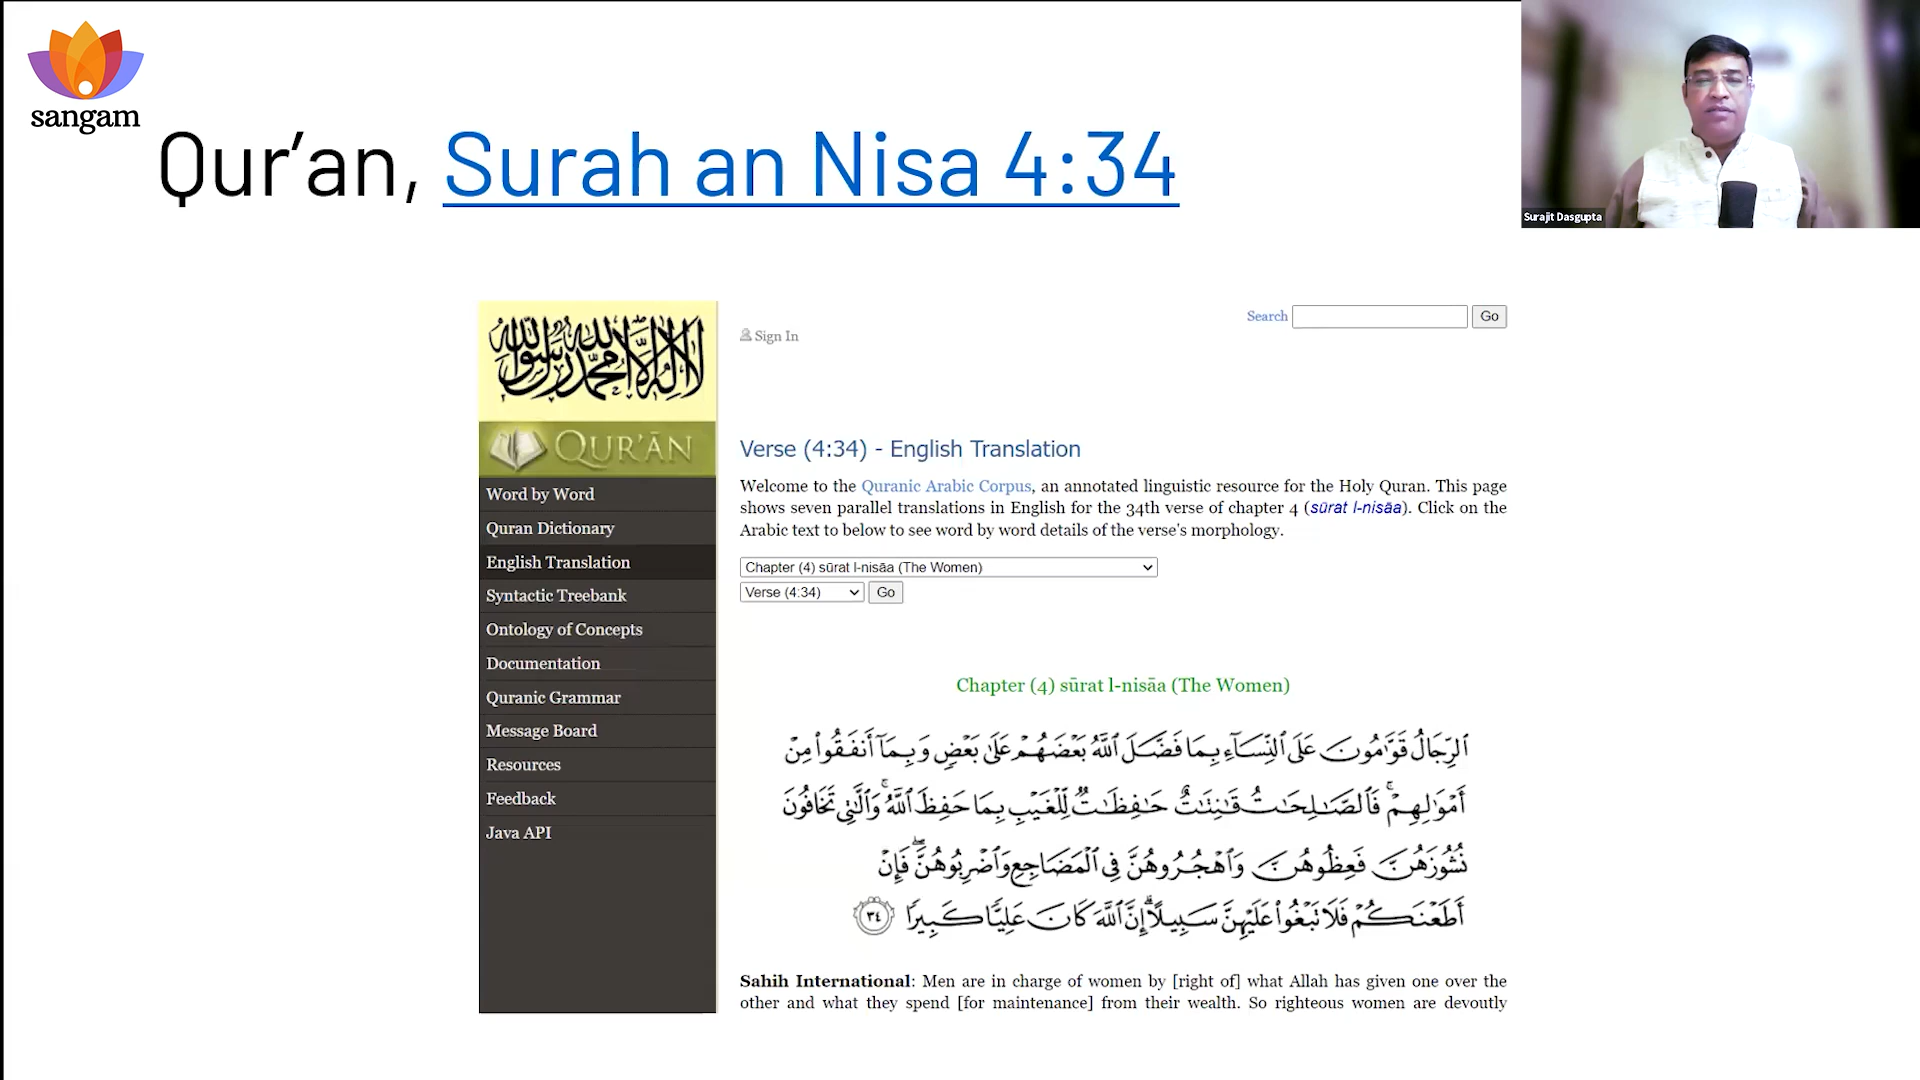 sangam
Qur’an, Surah an Nisa 4:34
Surajit Dasgupta
لا إله إلا الله محمد رسول الله
QUR'ĀN
Word by Word
Quran Dictionary
English Translation
Syntactic Treebank
Ontology of Concepts
Documentation
Quranic Grammar
Message Board
Resources
Feedback
Java API
Sign In
Search
Go
Verse (4:34) - English Translation
Welcome to the Quranic Arabic Corpus, an annotated linguistic resource for the Holy Quran. This page
shows seven parallel translations in English for the 34th verse of chapter 4 (sūrat l-nisāa). Click on the
Arabic text to below to see word by word details of the verse's morphology.
Chapter (4) sūrat l-nisāa (The Women)
Verse (4:34)
Go
Chapter (4) sūrat l-nisāa (The Women)
ٱلرِّجَالُ قَوَّٰمُونَ عَلَى ٱلنِّسَآءِ بِمَا فَضَّلَ ٱللَّهُ بَعْضَهُمْ عَلَىٰ بَعْضٍ وَبِمَآ أَنفَقُوا۟ مِنْ
أَمْوَٰلِهِمْ ۚ فَٱلصَّـٰلِحَـٰتُ قَـٰنِتَـٰتٌ حَـٰفِظَـٰتٌ لِّلْغَيْبِ بِمَا حَفِظَ ٱللَّهُ ۚ وَٱلَّـٰتِى تَخَافُونَ
نُشُوزَهُنَّ فَعِظُوهُنَّ وَٱهْجُرُوهُنَّ فِى ٱلْمَضَاجِعِ وَٱضْرِبُوهُنَّ ۖ فَإِنْ
أَطَعْنَكُمْ فَلَا تَبْغُوا۟ عَلَيْهِنَّ سَبِيلًا ۗ إِنَّ ٱللَّهَ كَانَ عَلِيًّا كَبِيرًا ٣٤
Sahih International: Men are in charge of women by [right of] what Allah has given one over the
other and what they spend [for maintenance] from their wealth. So righteous women are devoutly